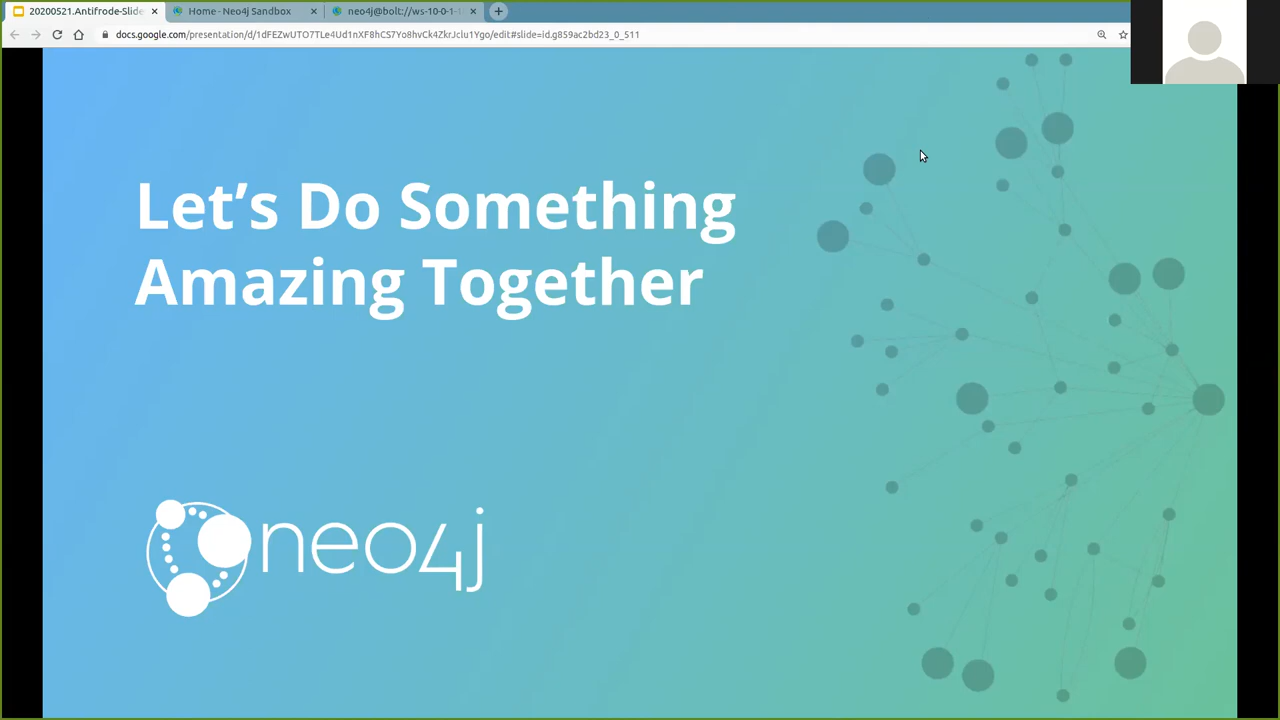 20200521.Antifrode-Slide
Home - Neo4j Sandbox
neo4j@bolt://ws-10-0-1-
docs.google.com/presentation/d/1dFEZwUTO7TLe4Ud1nXF8hCS7Yo8hvCk4ZkrJciu1Ygo/edit#slide=id.g859ac2bd23_0_511
Let’s Do Something
Amazing Together
neo4j